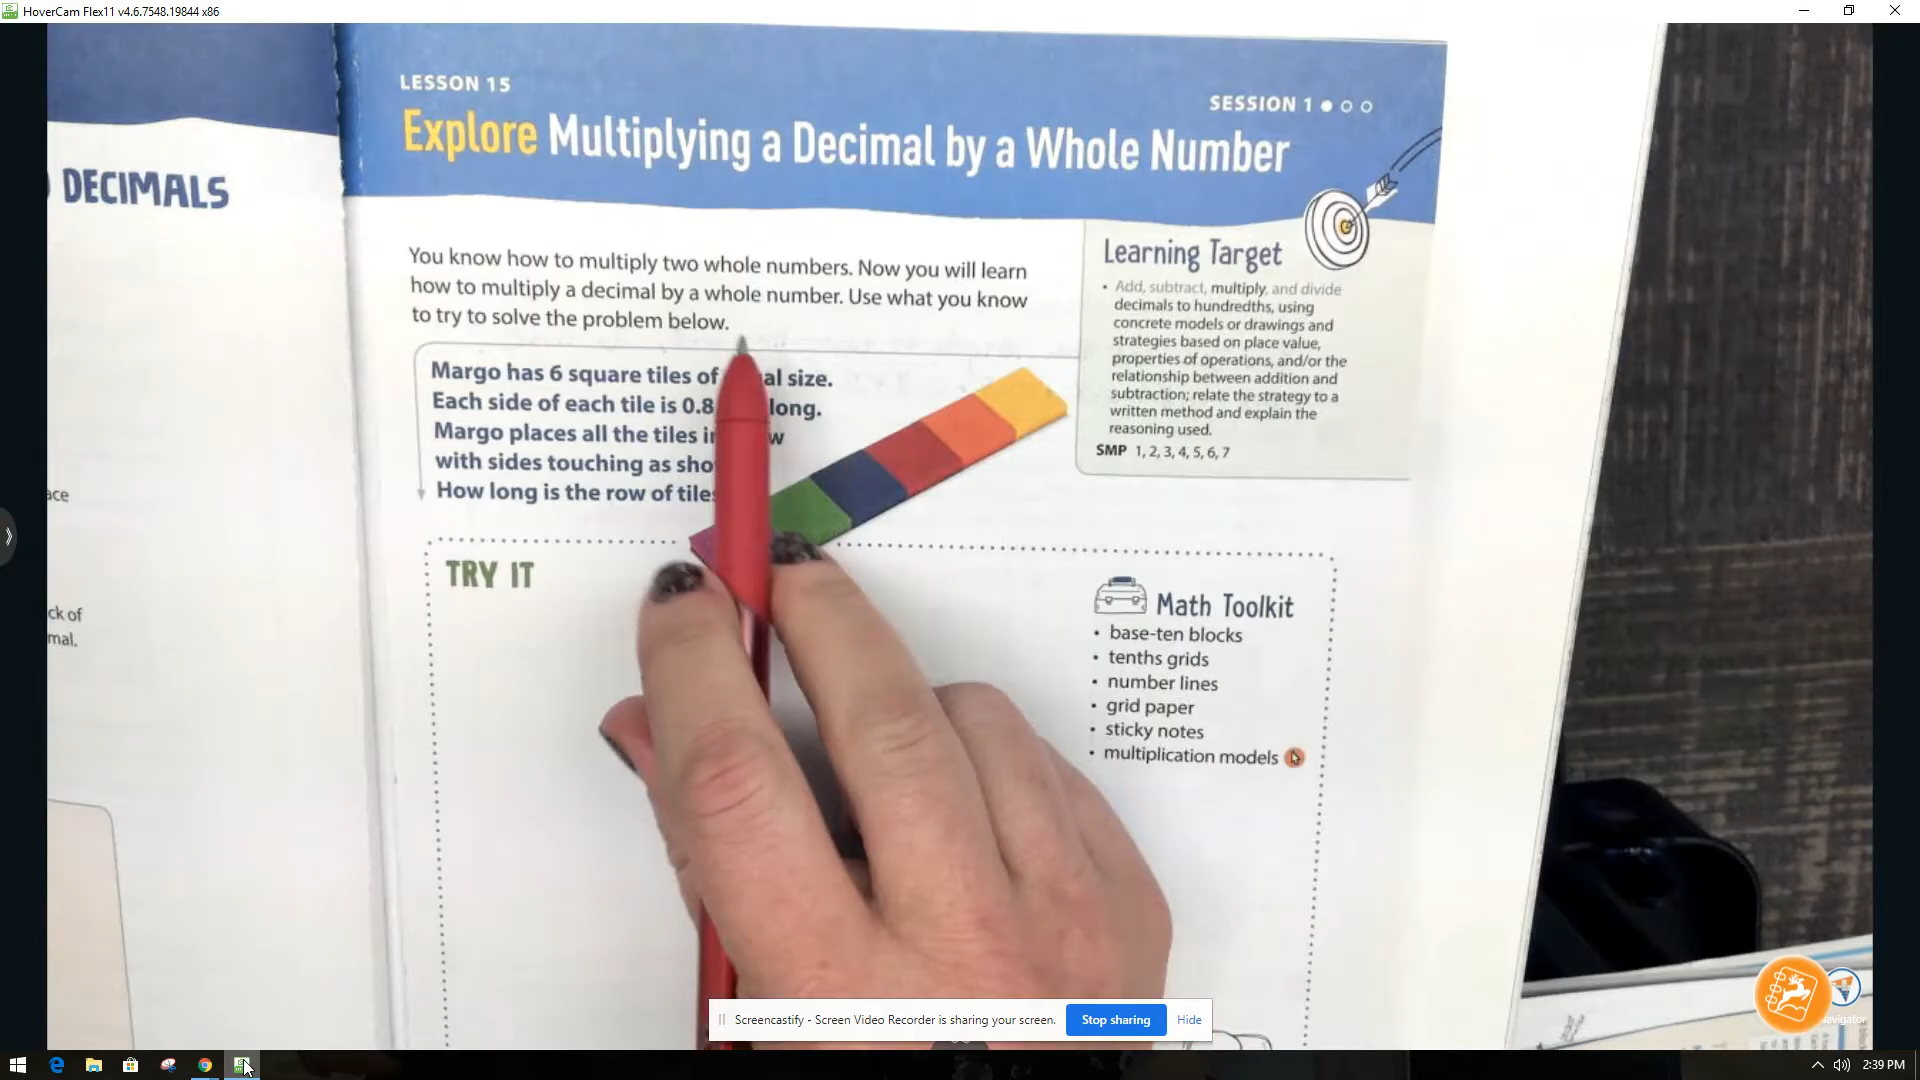 HoverCam Flex11 v4.6.7548.19844 x86
LESSON 15
SESSION 1
Explore Multiplying a Decimal by a Whole Number
DECIMALS
You know how to multiply two whole numbers. Now you will learn
how to multiply a decimal by a whole number. Use what you know
to try to solve the problem below.
Learning Target
• Add, subtract, multiply, and divide
decimals to hundredths, using
concrete models or drawings and
strategies based on place value,
properties of operations, and/or the
relationship between addition and
subtraction; relate the strategy to a
written method and explain the
reasoning used.
SMP 1, 2, 3, 4, 5, 6, 7
Margo has 6 square tiles of al size.
Each side of each tile is 0.8 long.
Margo places all the tiles in w
with sides touching as sho
How long is the row of tiles
ace
ck of
mal.
TRY IT
Math Toolkit
• base-ten blocks
• tenths grids
• number lines
• grid paper
• sticky notes
• multiplication models
Screencastify - Screen Video Recorder is sharing your screen.
Stop sharing
Hide
2:39 PM